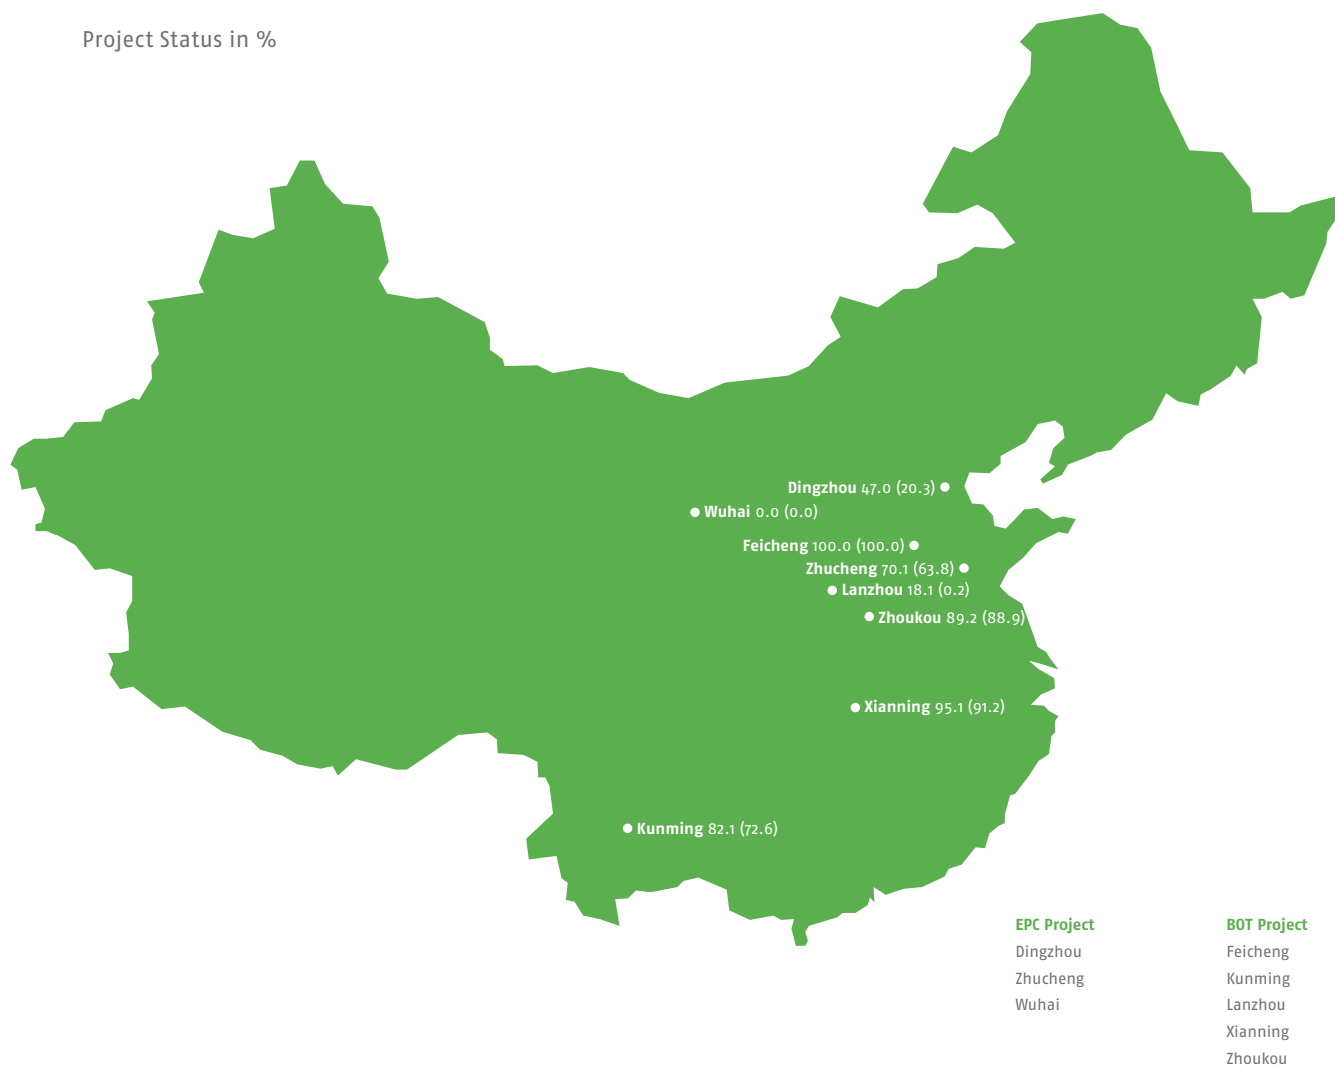 Project Status in %
Dingzhou 47.0 (20.3)
Wuhai 0.0 (0.0)
Feicheng 100.0 (100.0)
Zhucheng 70.1 (63.8)
Lanzhou 18.1 (0.2)
Zhoukou 89.2 (88.9)
Xianning 95.1 (91.2)
Kunming 82.1 (72.6)
EPC Project
Dingzhou
Zhucheng
Wuhai
BOT Project
Feicheng
Kunming
Lanzhou
Xianning
Zhoukou